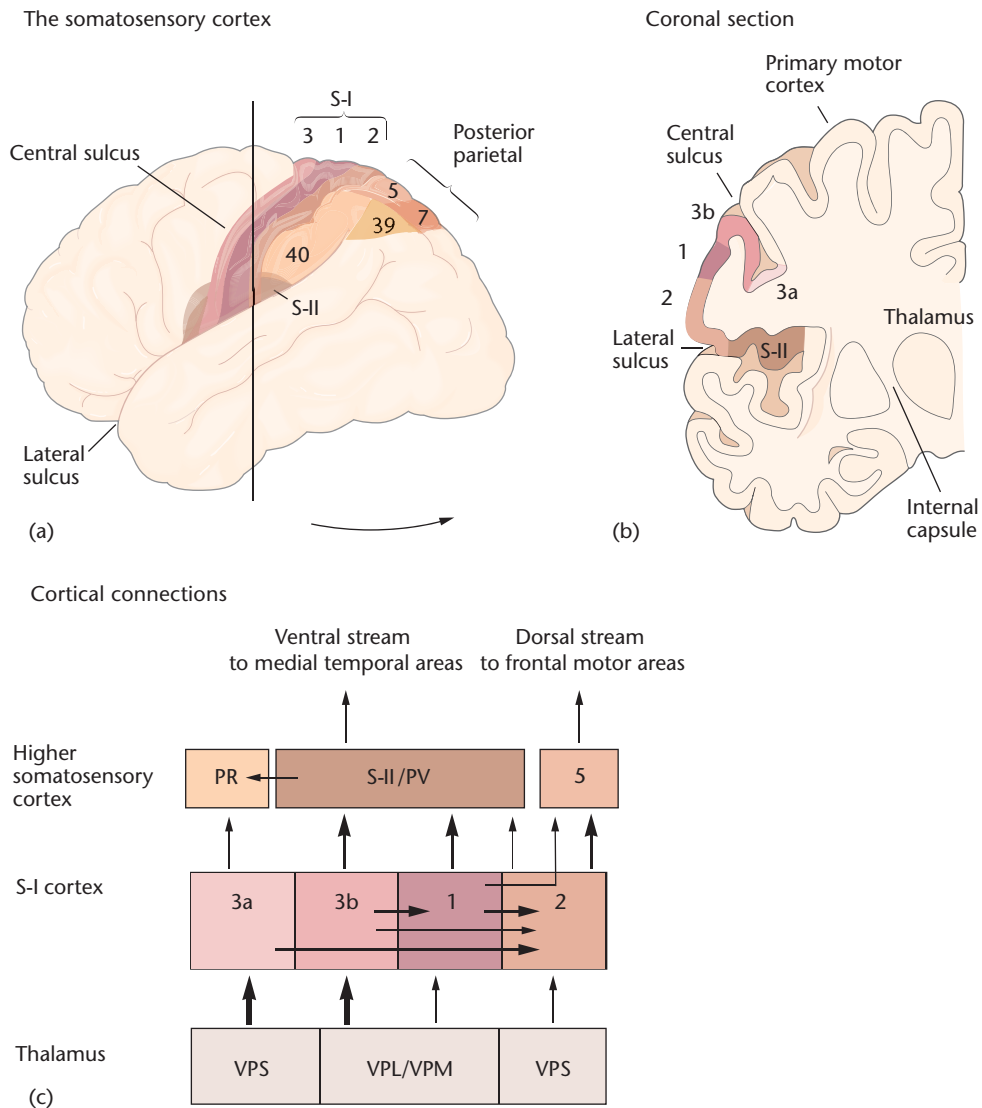 The somatosensory cortex
S-I
3 1 2
Central sulcus
Posterior
parietal
5
7
39
40
S-II
Lateral
sulcus
(a)
Coronal section
Primary motor
cortex
Central
sulcus
3b
1
2
3a
Thalamus
Lateral
sulcus
S-II
Internal
capsule
(b)
Cortical connections
Ventral stream
to medial temporal areas
Dorsal stream
to frontal motor areas
Higher
somatosensory
cortex
PR
S-II/PV
5
S-I cortex
3a
3b
1
2
Thalamus
VPS
VPL/VPM
VPS
(c)